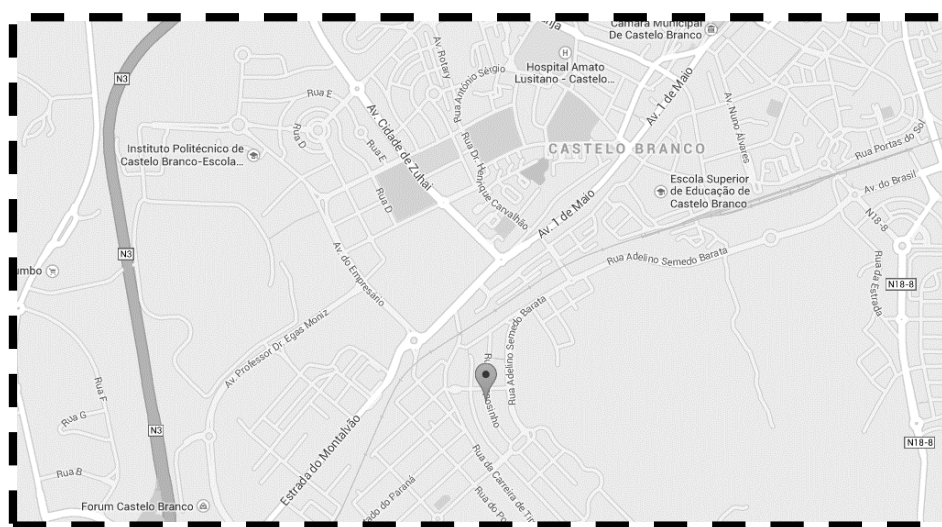 Câmara Municipal
De Castelo Branco
Hospital Amato
Lusitano - Castelo...
Av. Rotary
Rua António Sérgio
Av. 1 de Maio
N3
Rua E
Av. Cidade de Zuhai
Rua D
Rua E
Rua Dr. Henrique Carvalhão
CASTELO BRANCO
Av. Nuno Álvares
Rua Portas do Sol
Instituto Politécnico de
Castelo Branco-Escola...
Escola Superior
de Educação de
Castelo Branco
Av. do Brasil
Rua D
Av. 1 de Maio
N18-8
N3
Av. do Empresário
Rua Adelino Semedo Barata
Rua da Estrada
N18-8
Av. Professor Dr. Egas Moniz
Rua Adelino Semedo Barata
Rua F
Rua G
N3
Estrada do Montalvão
N18-8
Rua B
Rua da Carreira de
Forum Castelo Branco
do Paraná